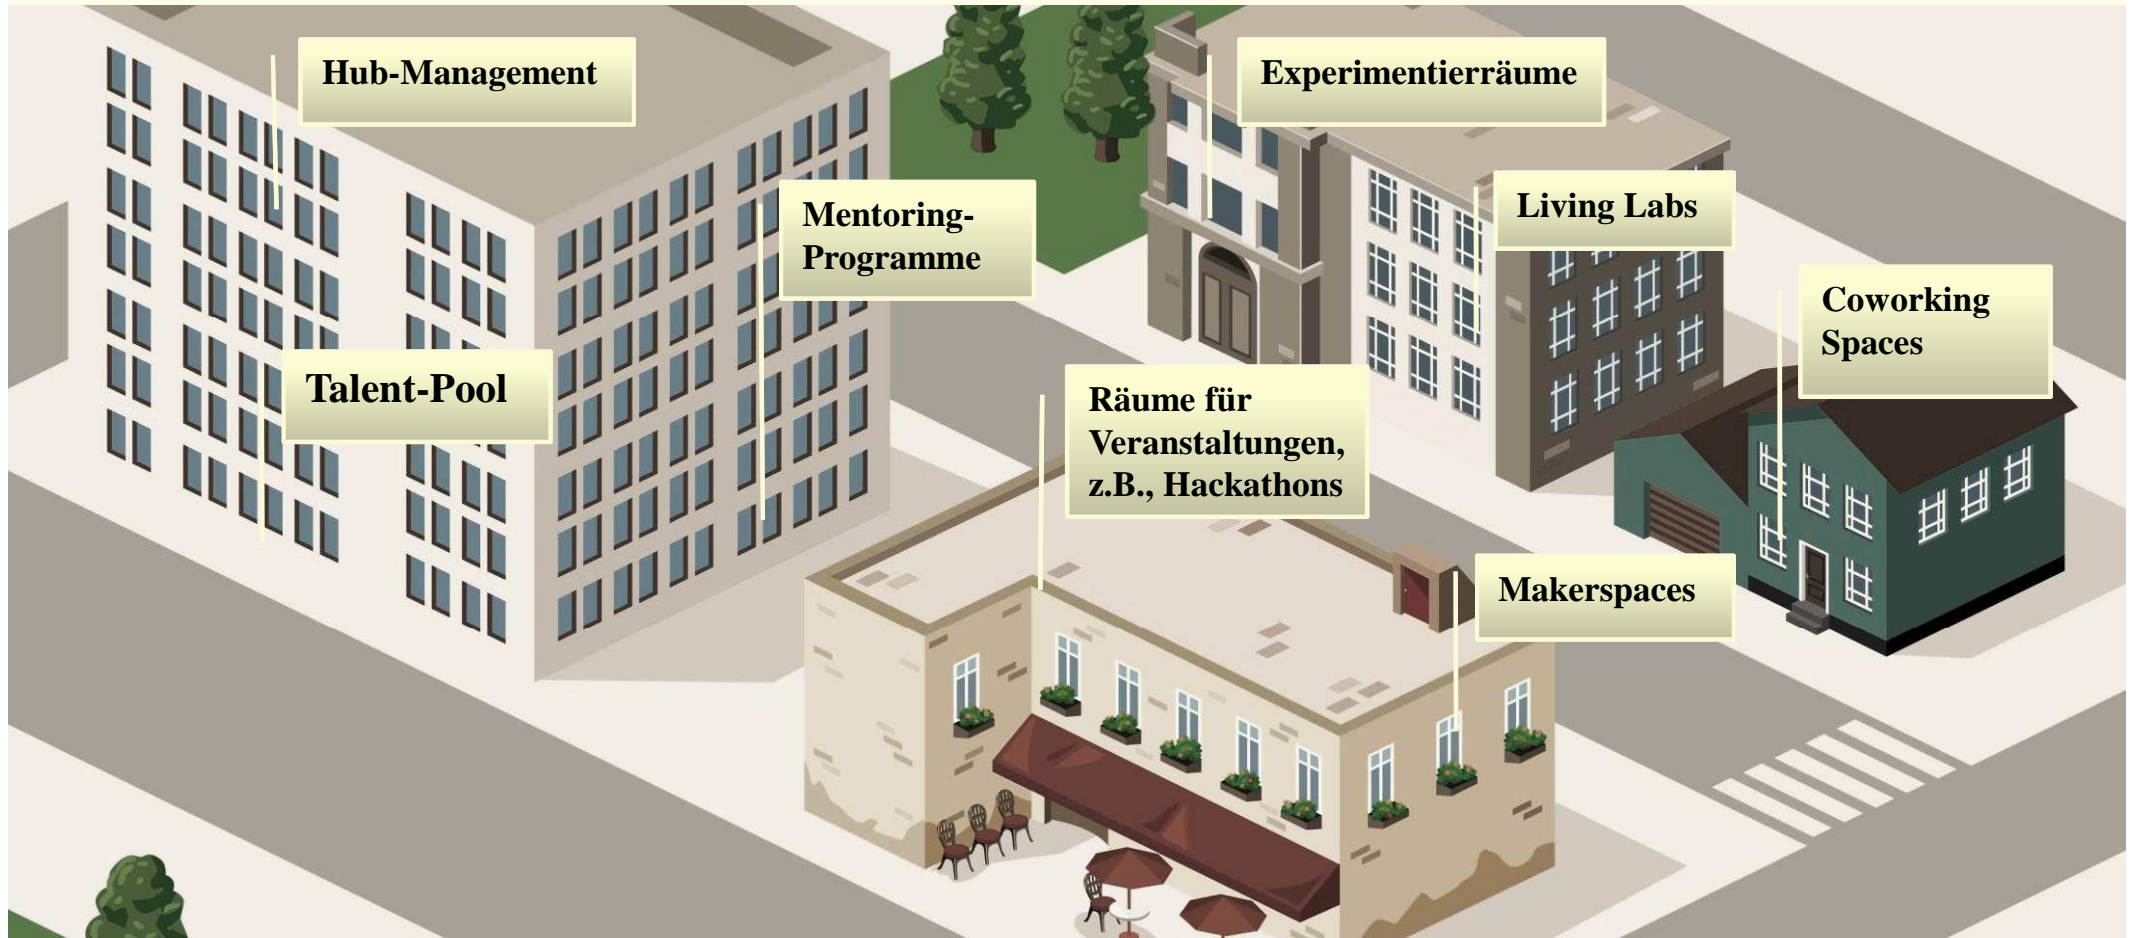 Hub-Management
Experimentierräume
Mentoring-
Programme
Living Labs
Coworking
Spaces
Talent-Pool
Räume für
Veranstaltungen,
z.B., Hackathons
Makerspaces